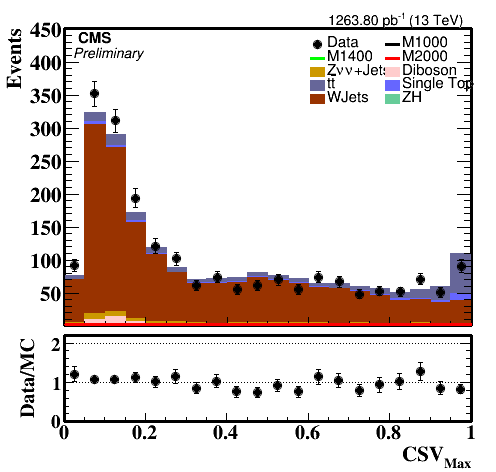 1263.80 pb⁻¹ (13 TeV)
Events
450
400
350
300
250
200
150
100
50
CMS
Preliminary
Data
M1000
M1400
M2000
Zνν+Jets
Diboson
tt
Single Top
WJets
ZH
Data/MC
2
1
0
0 0.2 0.4 0.6 0.8 1
CSV_Max